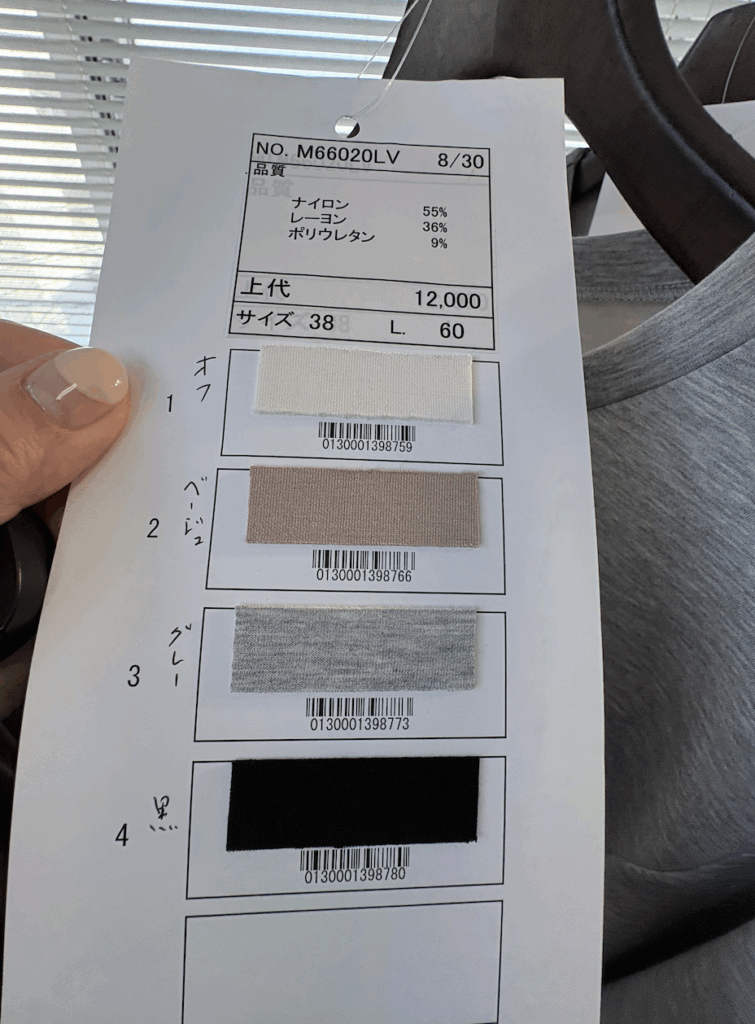 NO. M66020LV 8/30
品質
ナイロン 55%
レーヨン 36%
ポリウレタン 9%
上代 12,000
サイズ 38 L. 60
オフ
1
0130001398759
ベージュ
2
0130001398766
グレー
3
0130001398773
黒
4
0130001398780